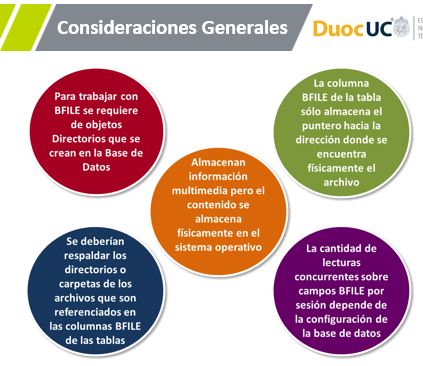 Consideraciones Generales
DuocUC
Para trabajar con
BFILE se requiere
de objetos
Directorios que se
crean en la Base de
Datos
La columna
BFILE de la tabla
sólo almacena el
puntero hacia la
dirección donde se
encuentra
físicamente el
archivo
Almacenan
información
multimedia pero el
contenido se
almacena
físicamente en el
sistema operativo
Se deberían
respaldar los
directorios o
carpetas de los
archivos que son
referenciados en
las columnas BFILE
de las tablas
La cantidad de
lecturas
concurrentes sobre
campos BFILE por
sesión depende de
la configuración de
la base de datos